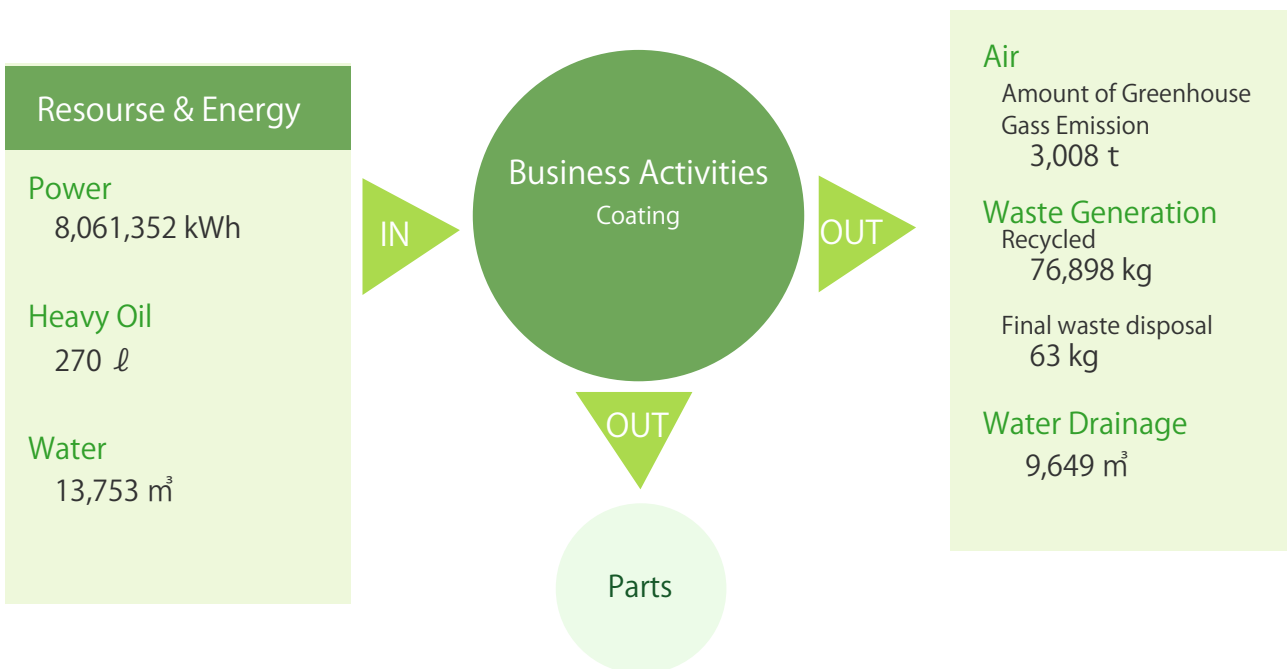 Resourse & Energy
Power
8,061,352 kWh
Heavy Oil
270 ℓ
Water
13,753 ㎥
IN
Business Activities
Coating
OUT
OUT
Parts
Air
Amount of Greenhouse
Gass Emission
3,008 t
Waste Generation
Recycled
76,898 kg
Final waste disposal
63 kg
Water Drainage
9,649 ㎥